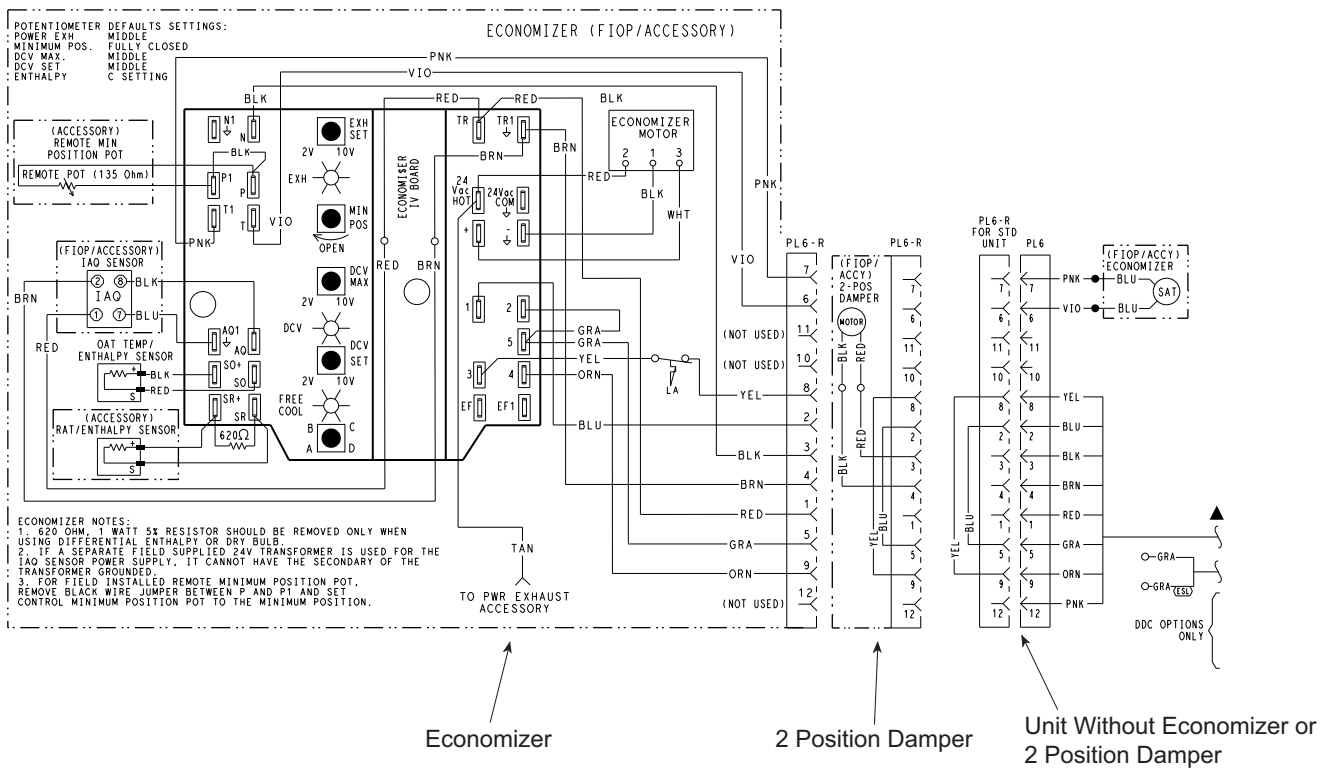 POTENTIOMETER DEFAULTS SETTINGS:
POWER EXH MIDDLE
MINIMUM POS. FULLY CLOSED
DCV MAX. MIDDLE
DCV SET MIDDLE
ENTHALPY C SETTING
ECONOMIZER (FIOP/ACCESSORY)
PNK
VIO
BLK
RED
RED
BLK
(ACCESSORY)
REMOTE MIN
POSITION POT
REMOTE POT (135 Ohm)
N1
N
BLK
P1
P
T1
T
VIO
PNK
EXH
SET
2V 10V
EXH
MIN
POS
OPEN
DCV
MAX
2V 10V
DCV
DCV
SET
2V 10V
FREE
COOL
B C
A D
ECONOMI$ER
IV BOARD
RED
BRN
TR
TR1
BRN
BRN
24
Vac
HOT
24Vac
COM
+
-
1
2
5
3
4
EF
EF1
ECONOMIZER
MOTOR
2 1 3
RED
BLK
WHT
PNK
VIO
GRA
GRA
YEL
ORN
LA
YEL
BLU
BLK
BRN
RED
GRA
ORN
(NOT USED)
(NOT USED)
(NOT USED)
(FIOP/ACCESSORY)
IAQ SENSOR
2 8
IAQ
1 7
BLK
BLU
BRN
RED
OAT TEMP/
ENTHALPY SENSOR
+
S
BLK
RED
(ACCESSORY)
RAT/ENTHALPY SENSOR
+
S
AQ1
AQ
SO+
SO
SR+
SR
620Ω
ECONOMIZER NOTES:
1. 620 OHM, 1 WATT 5% RESISTOR SHOULD BE REMOVED ONLY WHEN
USING DIFFERENTIAL ENTHALPY OR DRY BULB.
2. IF A SEPARATE FIELD SUPPLIED 24V TRANSFORMER IS USED FOR THE
IAQ SENSOR POWER SUPPLY, IT CANNOT HAVE THE SECONDARY OF THE
TRANSFORMER GROUNDED.
3. FOR FIELD INSTALLED REMOTE MINIMUM POSITION POT,
REMOVE BLACK WIRE JUMPER BETWEEN P AND P1 AND SET
CONTROL MINIMUM POSITION POT TO THE MINIMUM POSITION.
TAN
TO PWR EXHAUST
ACCESSORY
PL6-R
7
6
11
10
8
2
3
4
1
5
9
12
PL6-R
(FIOP/
ACCY)
2-POS
DAMPER
MOTOR
BLK
RED
BLK
RED
YEL
BLU
7
6
11
10
8
2
3
4
1
5
9
12
PL6-R
FOR STD
UNIT
YEL
BLU
7
6
11
10
8
2
3
4
1
5
9
12
PL6
7
6
11
10
8
2
3
4
1
5
9
12
PNK
VIO
YEL
BLU
BLK
BRN
RED
GRA
ORN
PNK
(FIOP/ACCY)
ECONOMIZER
BLU
BLU
SAT
GRA
GRA
(ESL)
DDC OPTIONS
ONLY
Economizer
2 Position Damper
Unit Without Economizer or
2 Position Damper